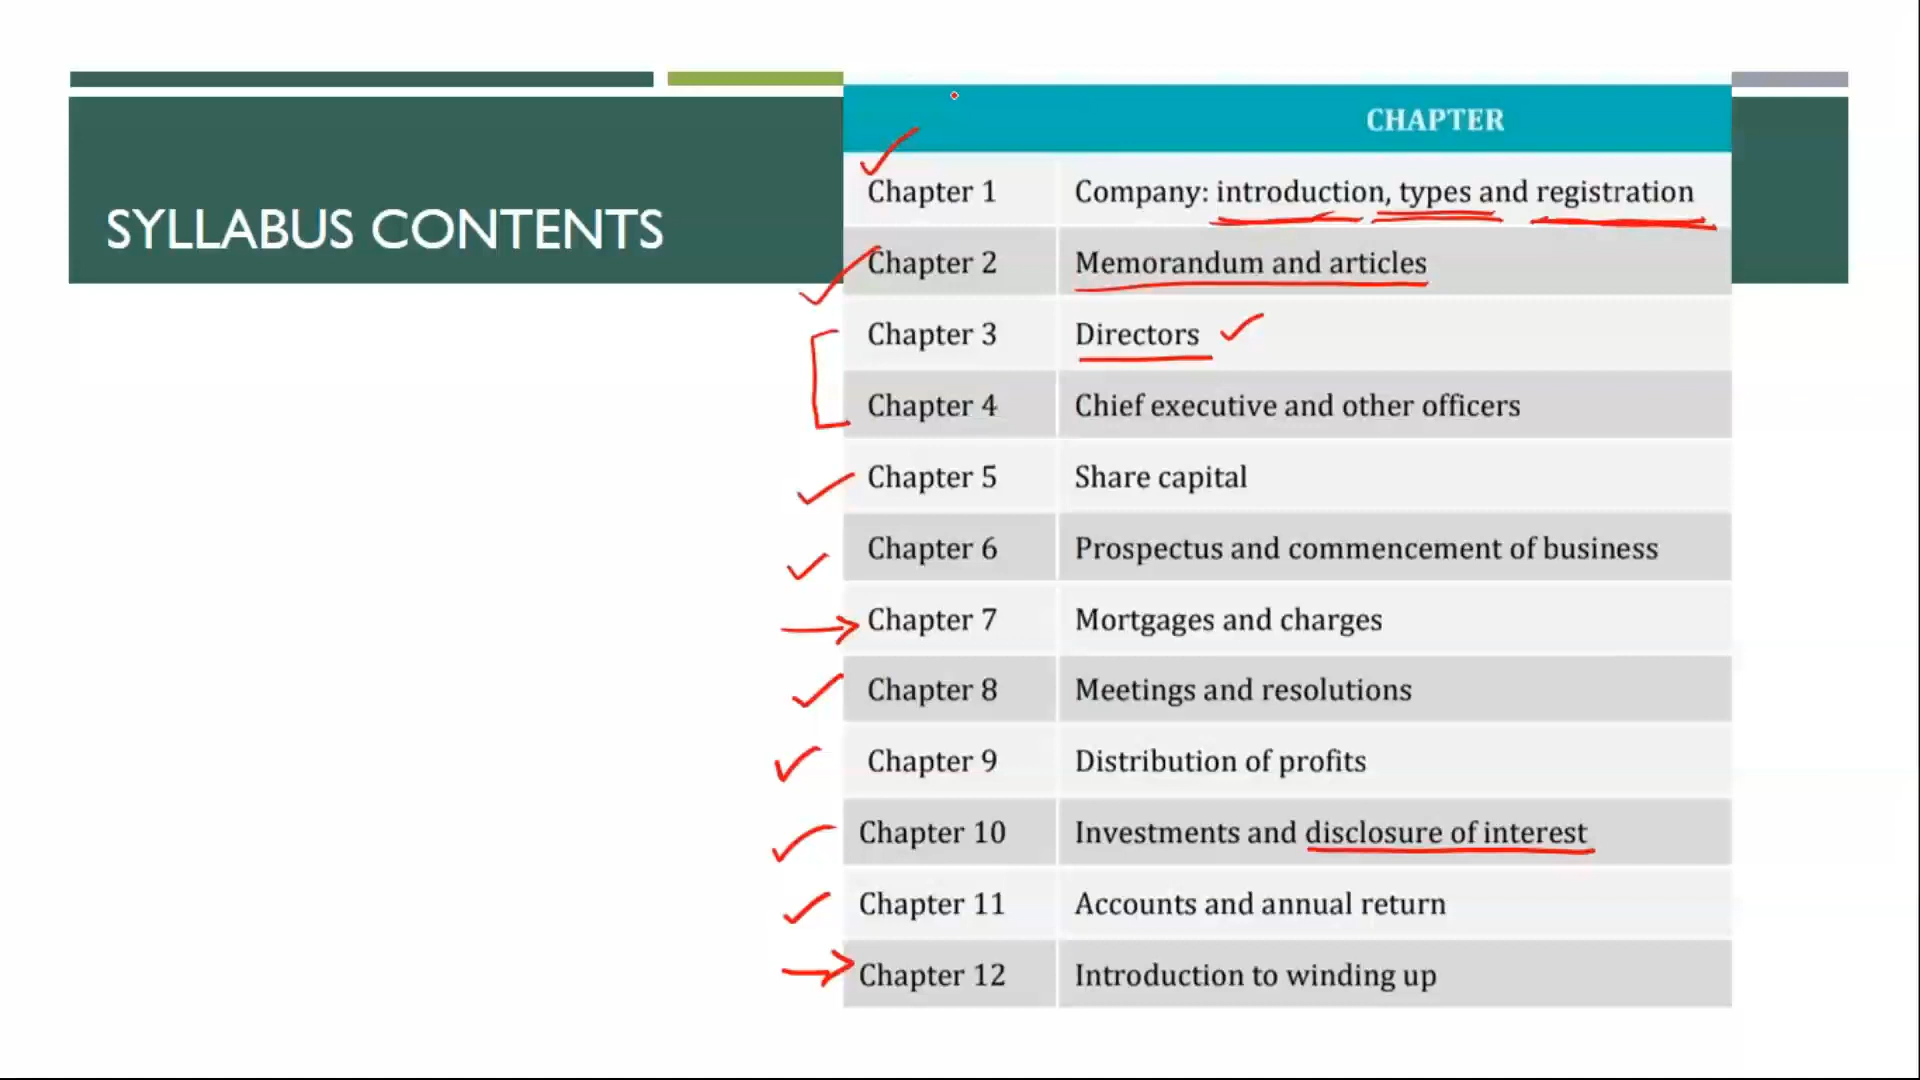 SYLLABUS CONTENTS
CHAPTER
Chapter 1 Company: introduction, types and registration
Chapter 2 Memorandum and articles
Chapter 3 Directors
Chapter 4 Chief executive and other officers
Chapter 5 Share capital
Chapter 6 Prospectus and commencement of business
Chapter 7 Mortgages and charges
Chapter 8 Meetings and resolutions
Chapter 9 Distribution of profits
Chapter 10 Investments and disclosure of interest
Chapter 11 Accounts and annual return
Chapter 12 Introduction to winding up